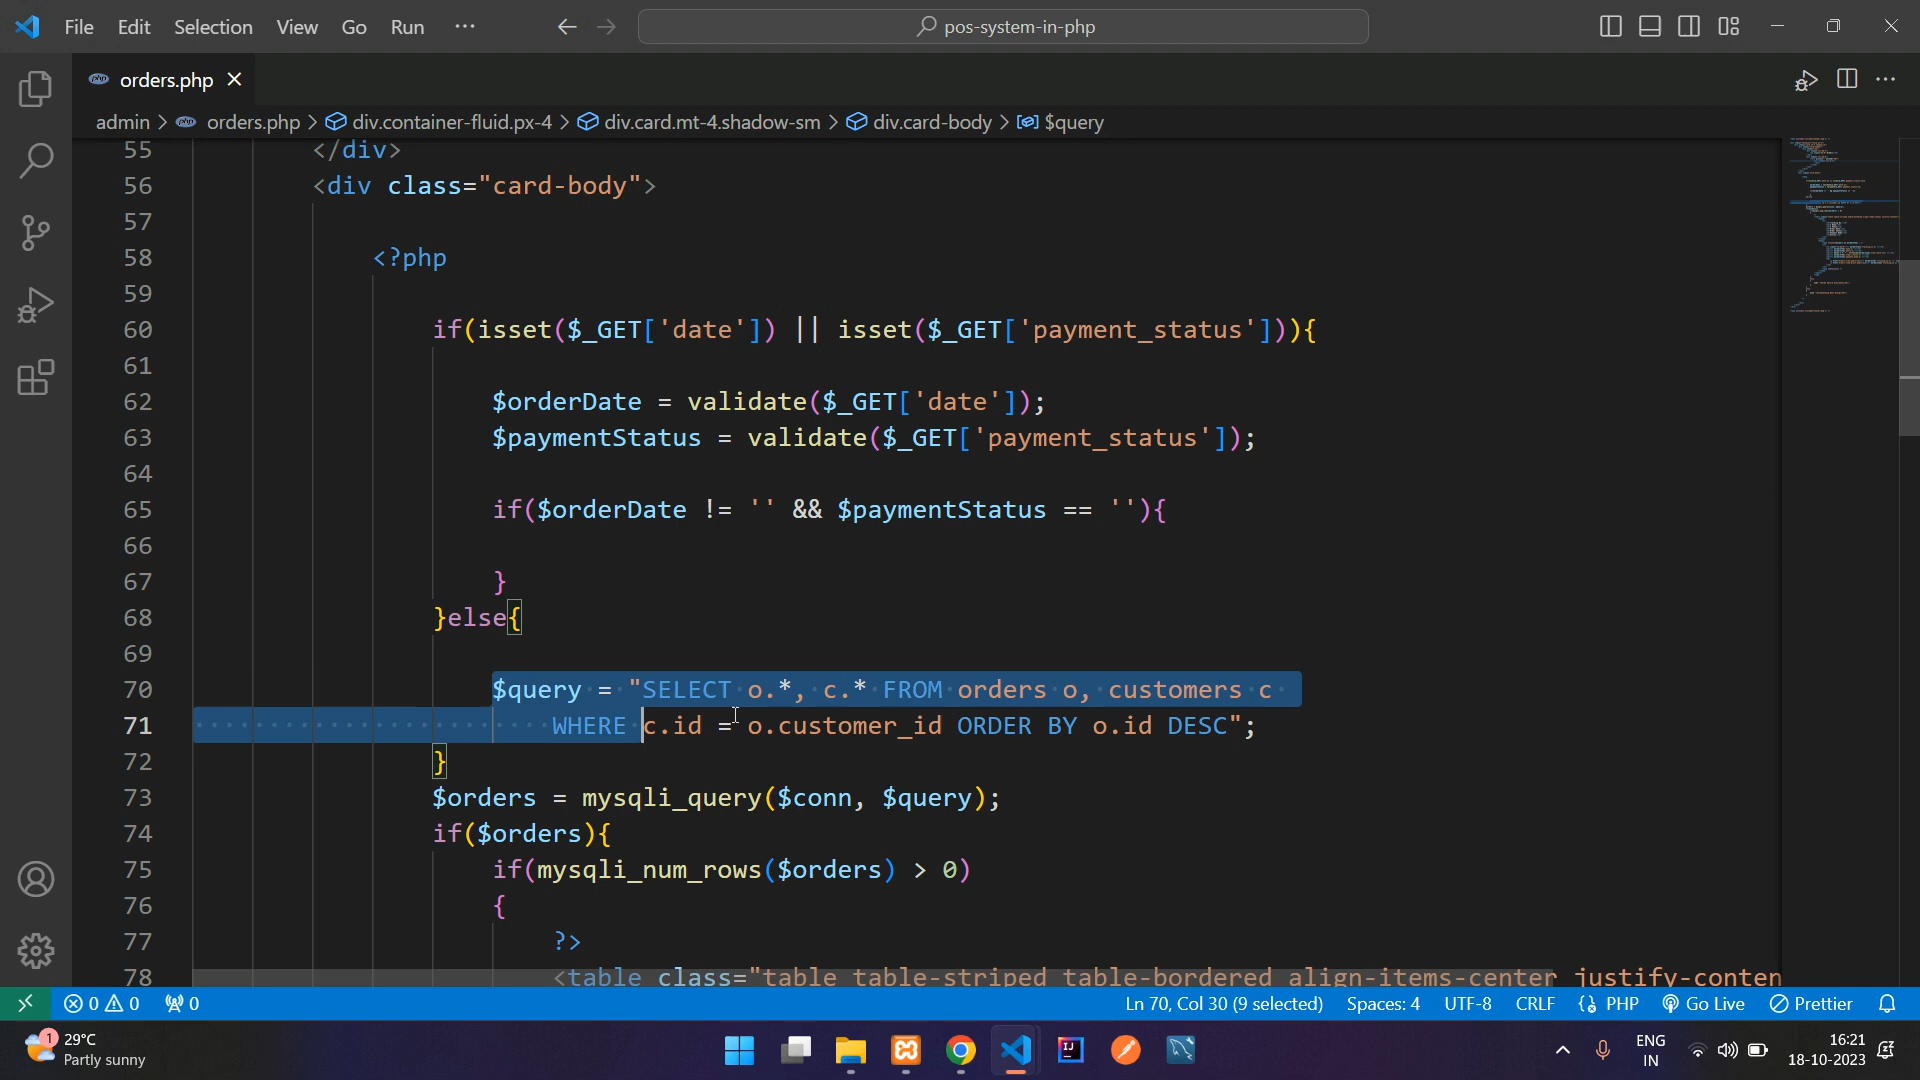 File Edit Selection View Go Run ··· pos-system-in-php
php orders.php
admin > php orders.php > div.container-fluid.px-4 > div.card.mt-4.shadow-sm > div.card-body > $query
55 </div>
56 <div class="card-body">
57
58 <?php
59
60 if(isset($_GET['date']) || isset($_GET['payment_status'])){
61
62 $orderDate = validate($_GET['date']);
63 $paymentStatus = validate($_GET['payment_status']);
64
65 if($orderDate != '' && $paymentStatus == ''){
66
67 }
68 }else{
69
70 $query = "SELECT o.*, c.* FROM orders o, customers c
71 WHERE c.id = o.customer_id ORDER BY o.id DESC";
72 }
73 $orders = mysqli_query($conn, $query);
74 if($orders){
75 if(mysqli_num_rows($orders) > 0)
76 {
77 ?>
78 <table class="table table-striped table-bordered align-items-center justify-conten
0 0 0 Ln 70, Col 30 (9 selected) Spaces: 4 UTF-8 CRLF PHP Go Live Prettier
1 29°C
Partly sunny
IJ
ENG
IN
16:21
18-10-2023